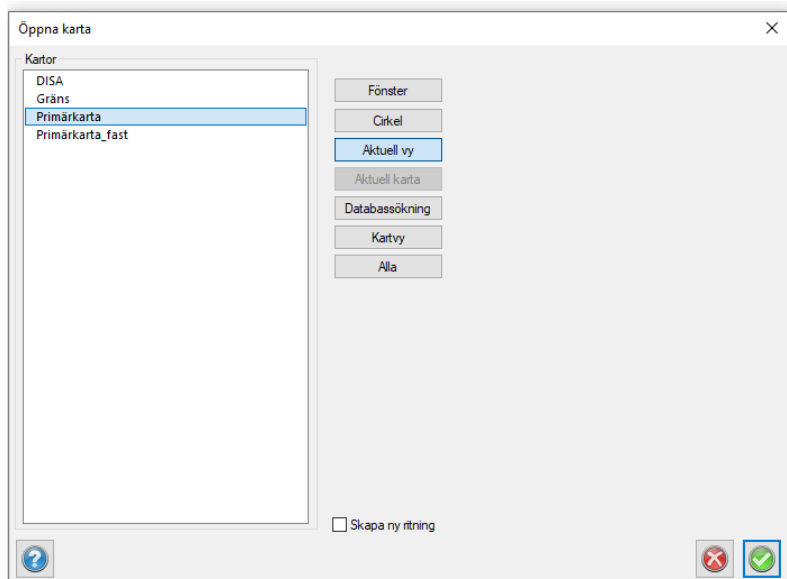 Öppna karta
Kartor
DISA
Gräns
Primärkarta
Primärkarta_fast
Fönster
Cirkel
Aktuell vy
Aktuell karta
Databassökning
Kartvy
Alla
Skapa ny ritning